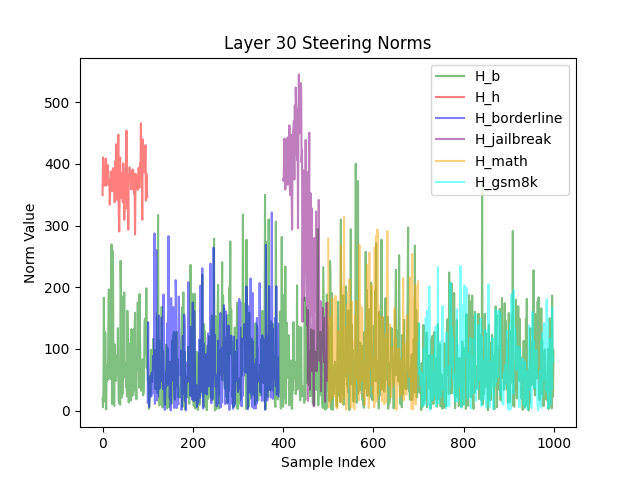 Layer 30 Steering Norms
Norm Value
500
400
300
200
100
0
H_b
H_h
H_borderline
H_jailbreak
H_math
H_gsm8k
0 200 400 600 800 1000
Sample Index